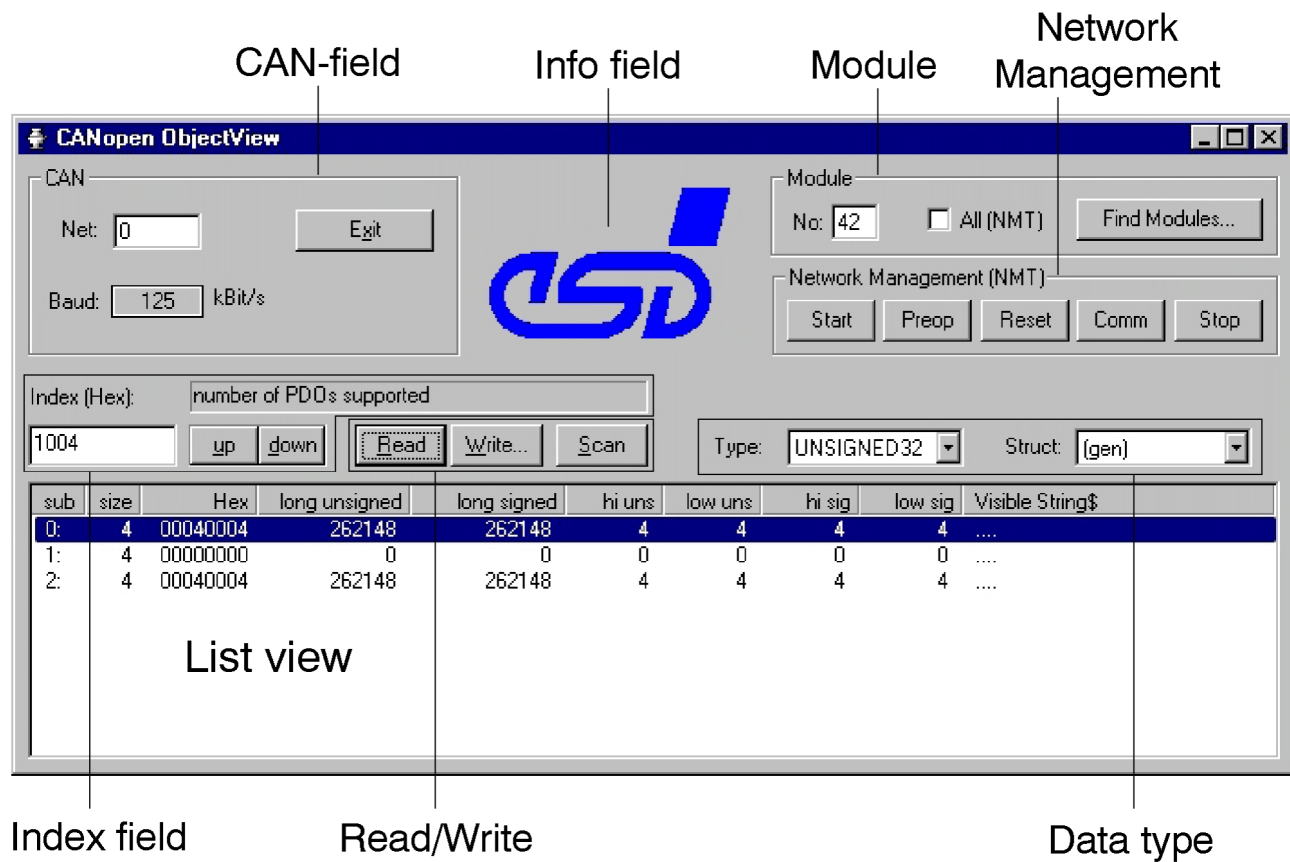 CAN-field
Info field
Module
Network
Management
CANopen ObjectView
CAN
Net: 0
Exit
Baud: 125 kBit/s
esd
Module
No: 42
All (NMT)
Find Modules...
Network Management (NMT)
Start Preop Reset Comm Stop
Index (Hex): number of PDOs supported
1004 up down Read Write... Scan Type: UNSIGNED32 Struct: (gen)
sub size Hex long unsigned long signed hi uns low uns hi sig low sig Visible String$
0: 4 00040004 262148 262148 4 4 4 4 ....
1: 4 00000000 0 0 0 0 0 0 ....
2: 4 00040004 262148 262148 4 4 4 4 ....
List view
Index field
Read/Write
Data type